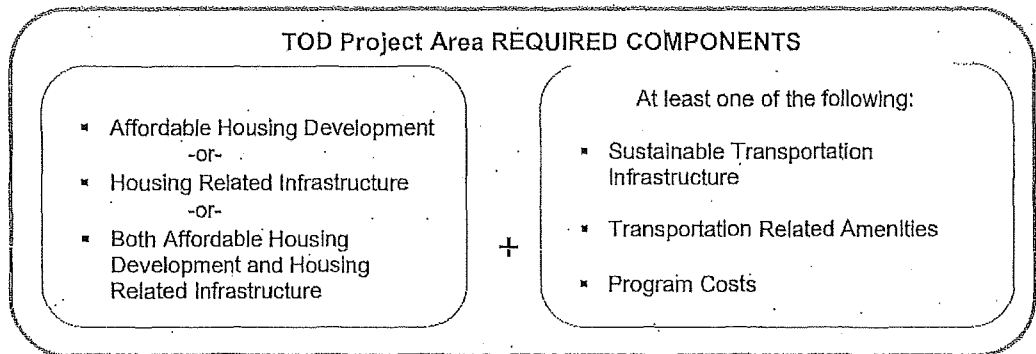 TOD Project Area REQUIRED COMPONENTS
▪ Affordable Housing Development
-or-
▪ Housing Related Infrastructure
-or-
▪ Both Affordable Housing
Development and Housing
Related Infrastructure
+
At least one of the following:
▪ Sustainable Transportation
Infrastructure
▪ Transportation Related Amenities
▪ Program Costs